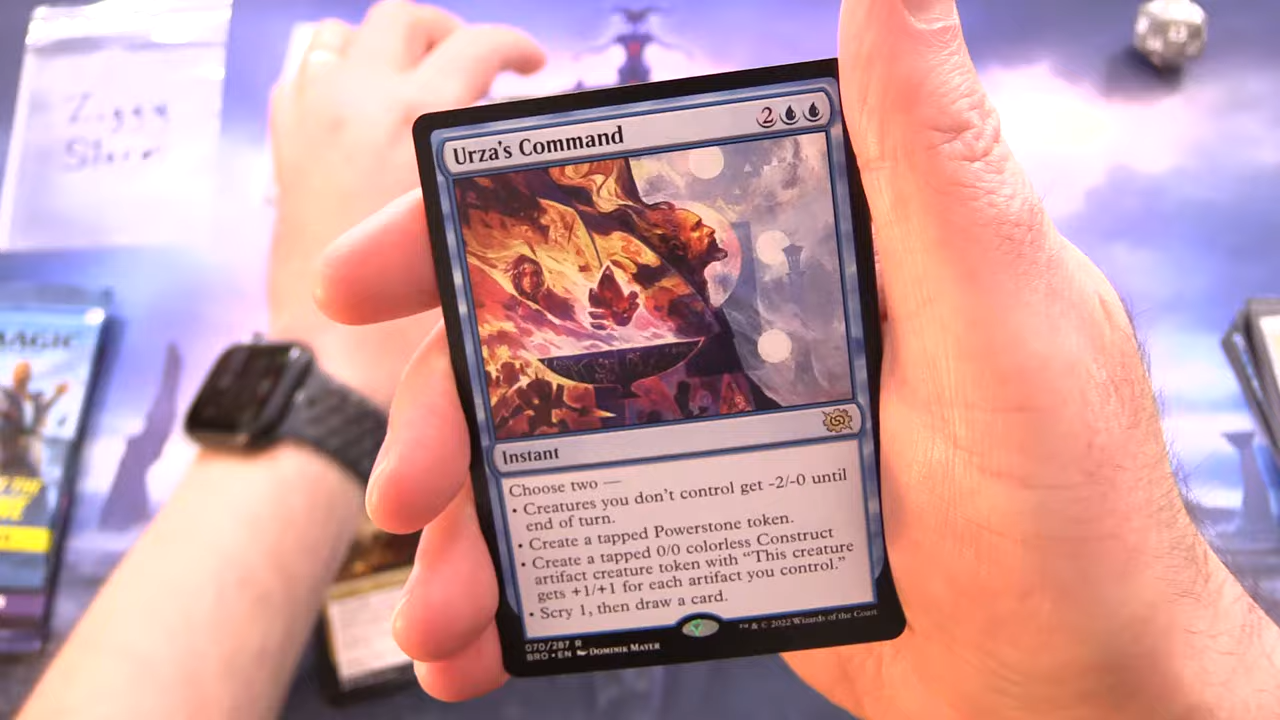 Ziggy
MAGIC
Urza's Command
2
Instant
Choose two —
• Creatures you don't control get -2/-0 until
end of turn.
• Create a tapped Powerstone token.
• Create a tapped 0/0 colorless Construct
artifact creature token with "This creature
gets +1/+1 for each artifact you control."
• Scry 1, then draw a card.
070/287 R
BRO • EN DOMINIK MAYER
™ & © 2022 Wizards of the Coast